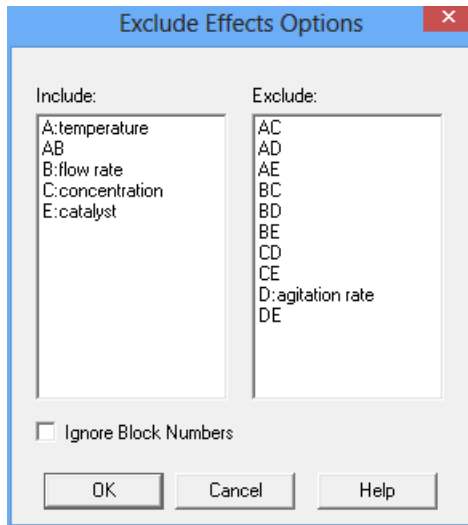 Exclude Effects Options
Include:
A:temperature
AB
B:flow rate
C:concentration
E:catalyst
Exclude:
AC
AD
AE
BC
BD
BE
CD
CE
D:agitation rate
DE
Ignore Block Numbers
OK
Cancel
Help